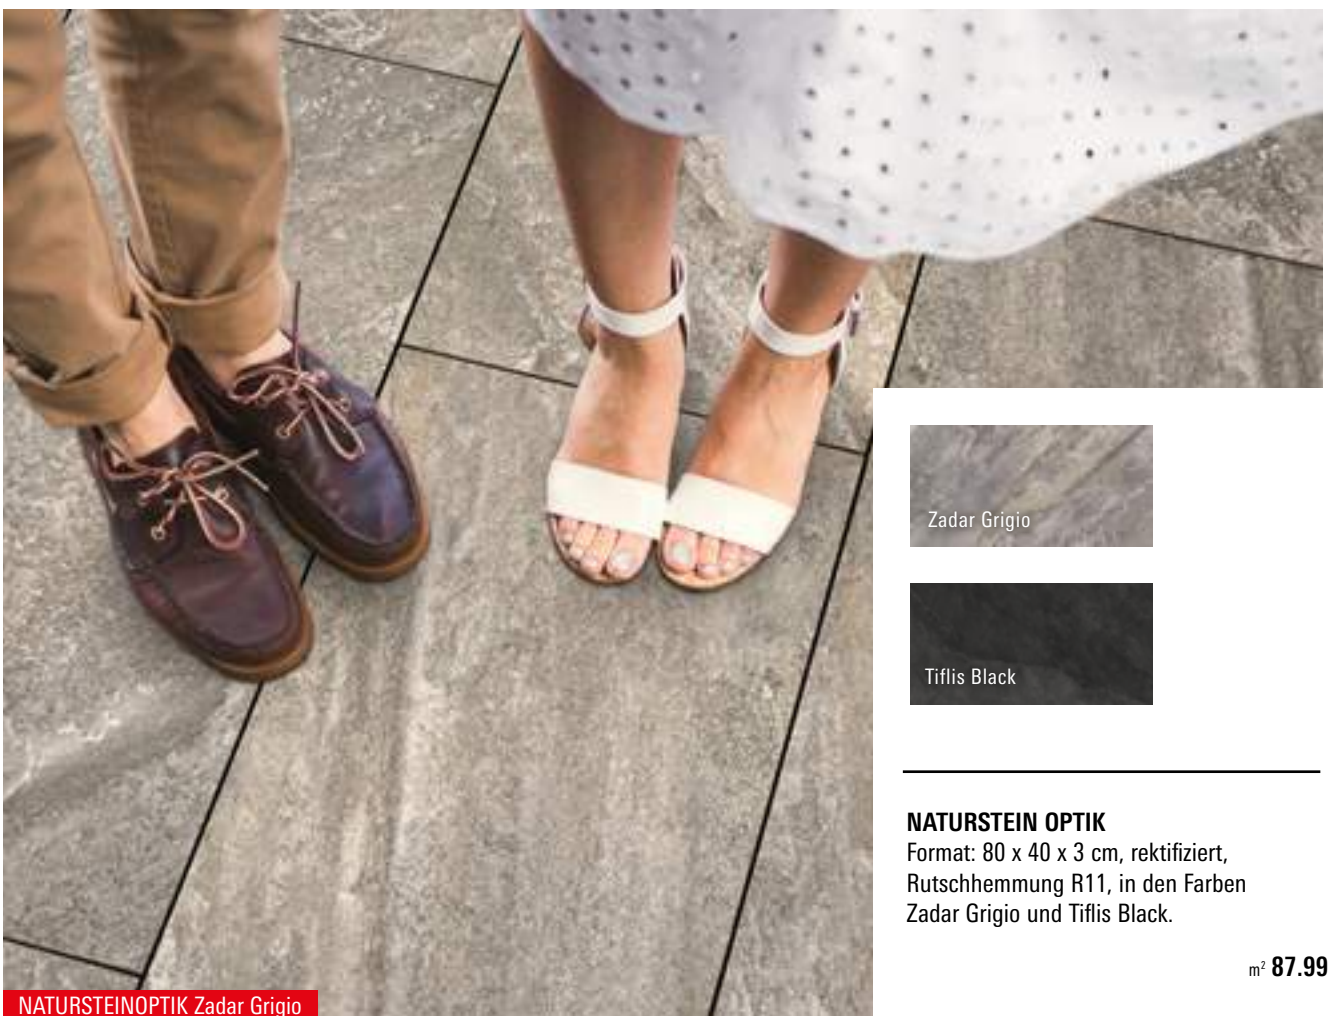 Zadar Grigio
Tiflis Black
NATURSTEIN OPTIK
Format: 80 x 40 x 3 cm, rektifiziert,
Rutschhemmung R11, in den Farben
Zadar Grigio und Tiflis Black.
m² 87.99
NATURSTEINOPTIK Zadar Grigio